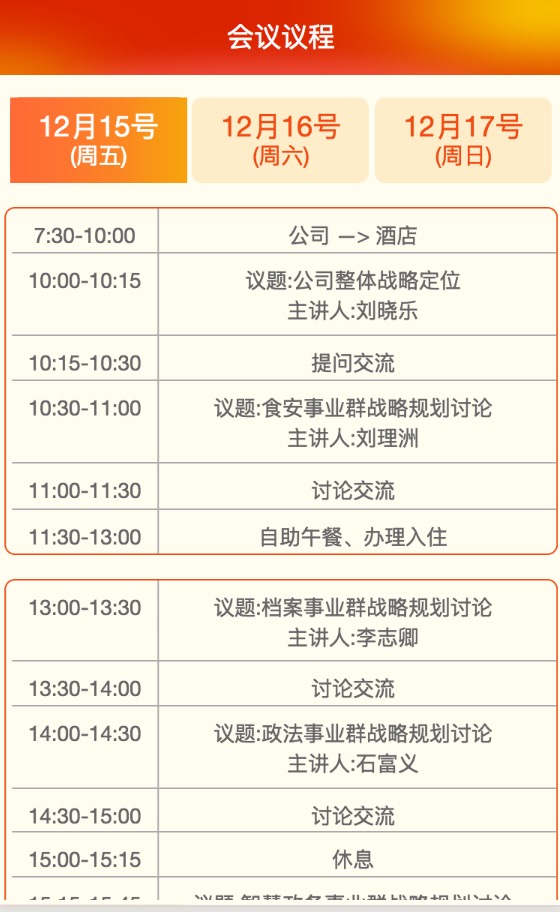 会议议程
12月15号
(周五)
12月16号
(周六)
12月17号
(周日)
7:30-10:00
公司 —> 酒店
10:00-10:15
议题:公司整体战略定位
主讲人:刘晓乐
10:15-10:30
提问交流
10:30-11:00
议题:食安事业群战略规划讨论
主讲人:刘理洲
11:00-11:30
讨论交流
11:30-13:00
自助午餐、办理入住
13:00-13:30
议题:档案事业群战略规划讨论
主讲人:李志卿
13:30-14:00
讨论交流
14:00-14:30
议题:政法事业群战略规划讨论
主讲人:石富义
14:30-15:00
讨论交流
15:00-15:15
休息